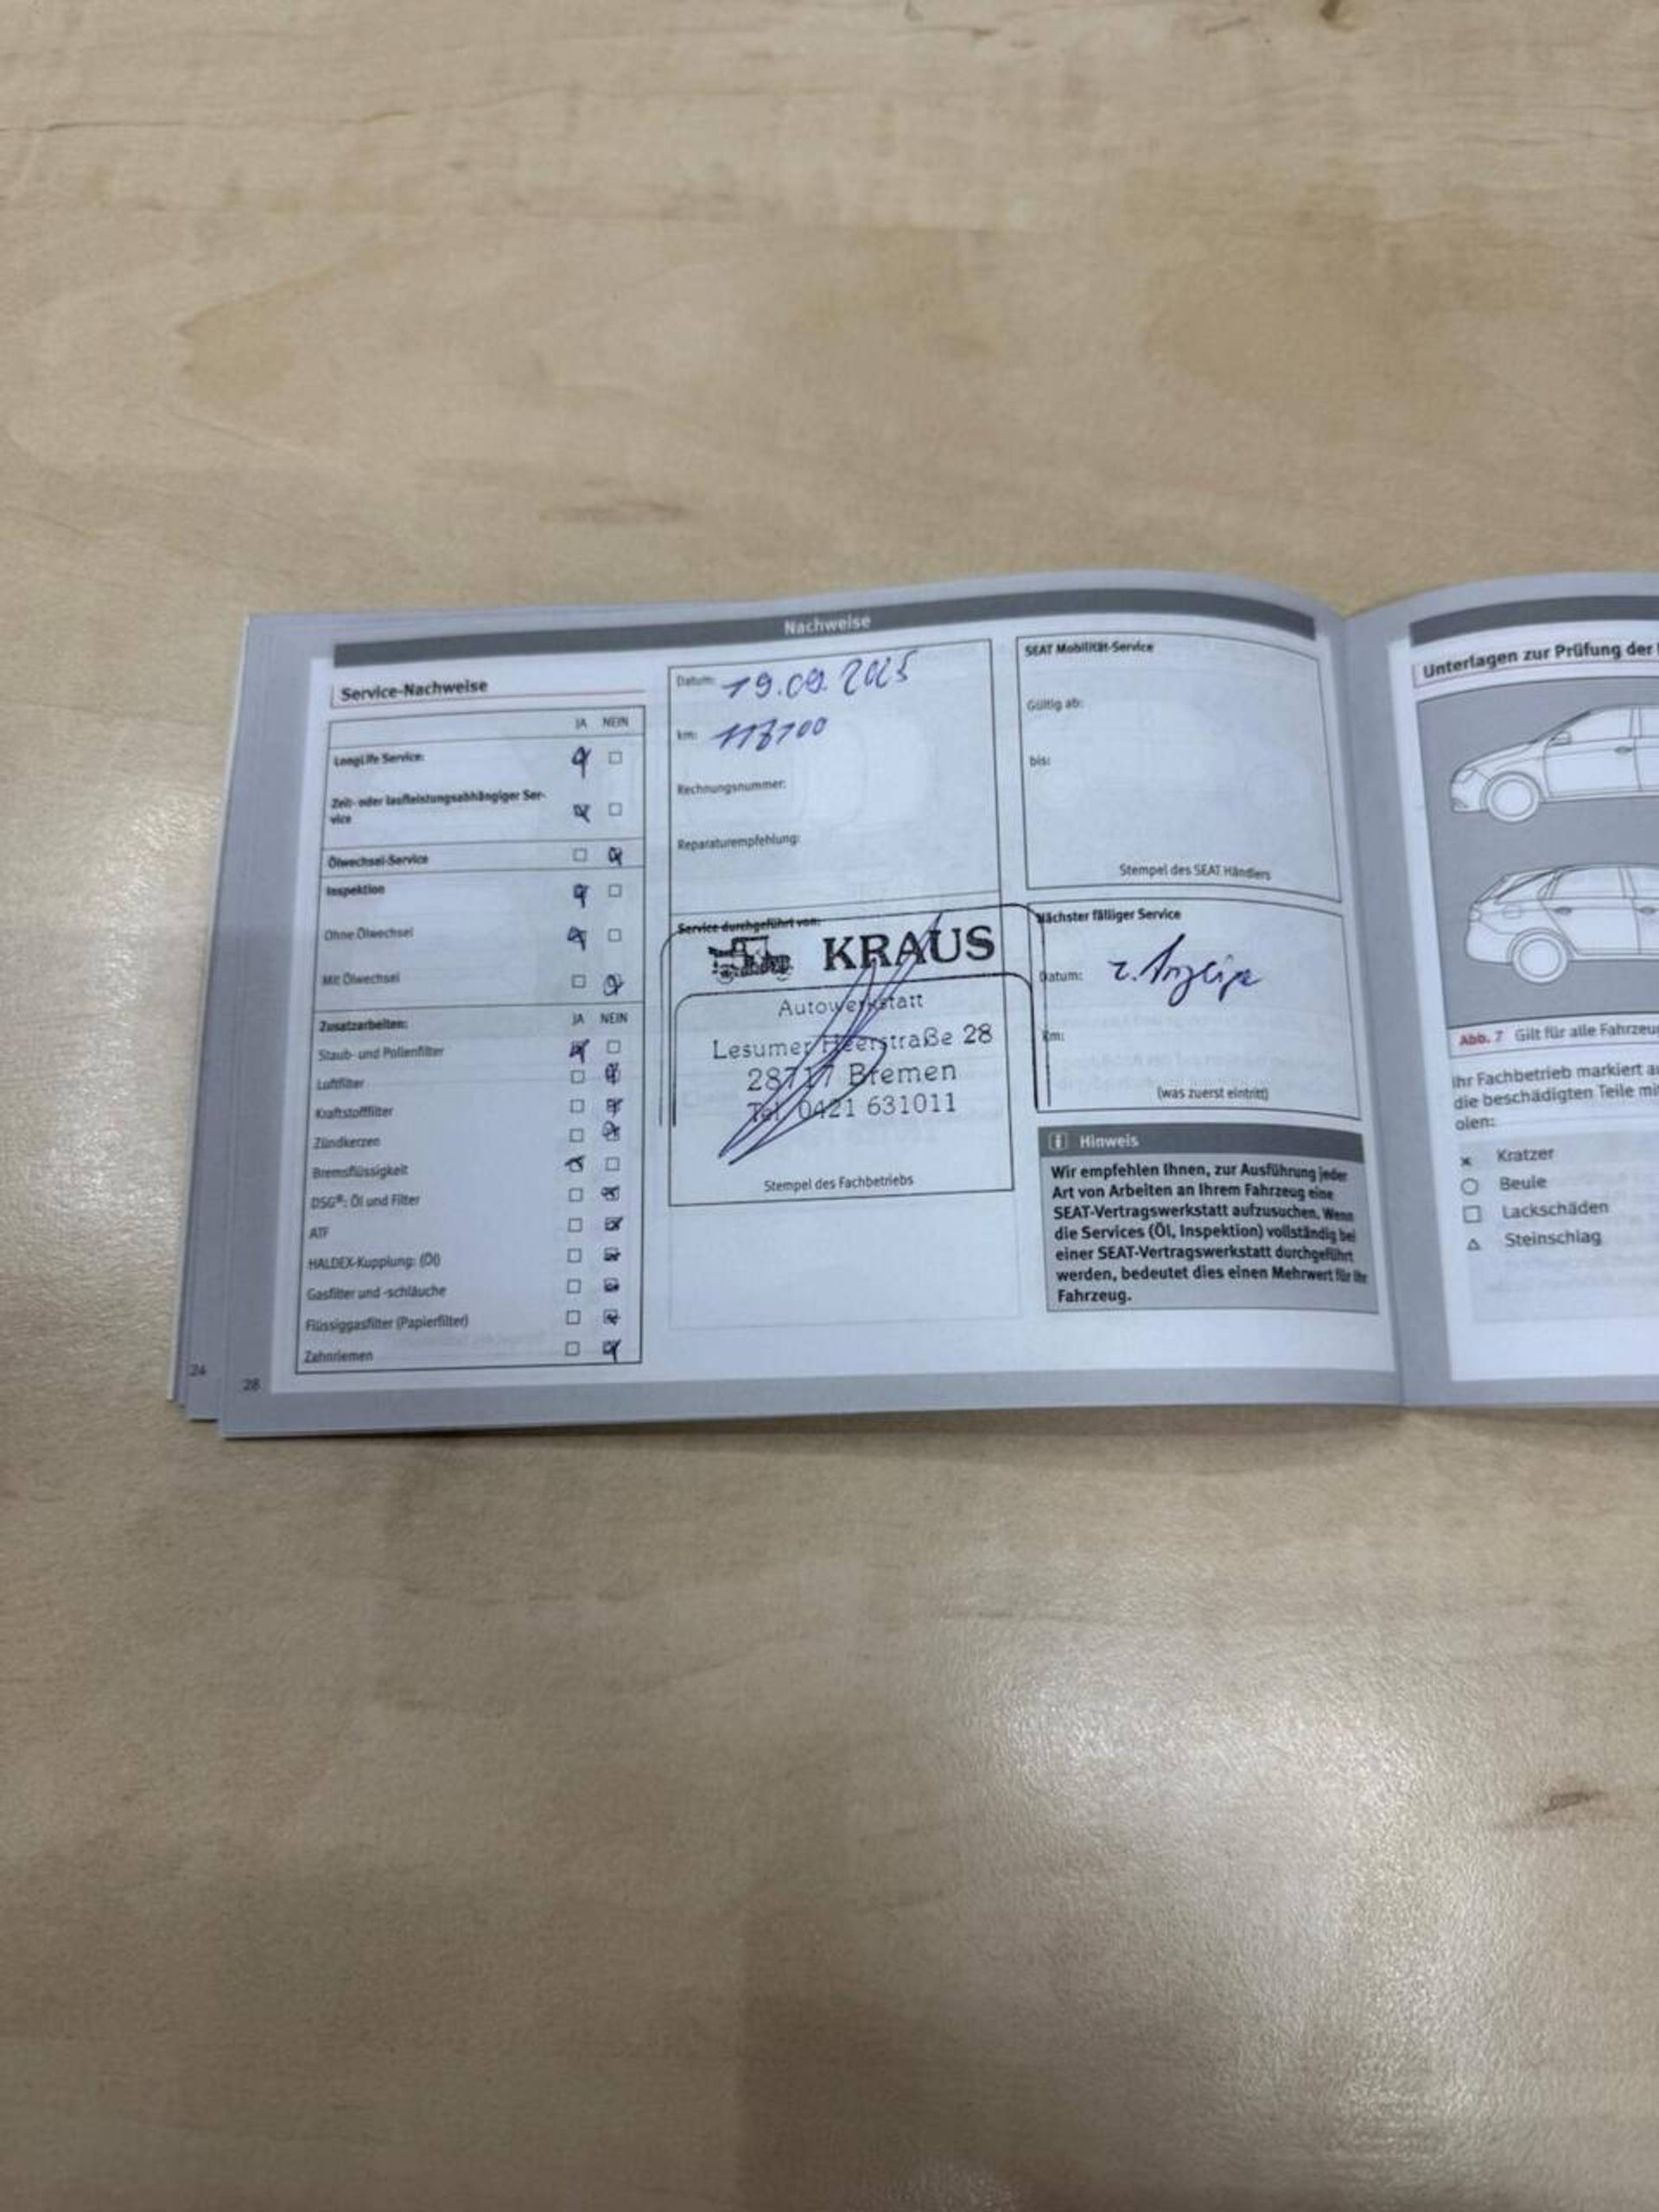 Nachweise
Service-Nachweise
JA NEIN
LongLife Service:
Zeit- oder laufleistungsabhängiger Ser-
vice
Ölwechsel-Service
Inspektion
Ohne Ölwechsel
Mit Ölwechsel
Zusatzarbeiten: JA NEIN
Staub- und Pollenfilter
Luftfilter
Kraftstofffilter
Zündkerzen
Bremsflüssigkeit
DSG®: Öl und Filter
ATF
HALDEX-Kupplung: (Öl)
Gasfilter und -schläuche
Flüssiggasfilter (Papierfilter)
Zahnriemen
24
28
Datum: 19.09.2025
km:
Rechnungsnummer:
Reparaturempfehlung:
Service durchgeführt von:
KRAUS
Autowerkstatt
Lesumer Heerstraße 28
28717 Bremen
Tel. 0421 631011
Stempel des Fachbetriebs
SEAT Mobilität-Service
Gültig ab:
bis:
Stempel des SEAT Händlers
Nächster fälliger Service
Datum: z. Anzeige
Km:
(was zuerst eintritt)
i Hinweis
Wir empfehlen Ihnen, zur Ausführung jeder
Art von Arbeiten an Ihrem Fahrzeug eine
SEAT-Vertragswerkstatt aufzusuchen. Wenn
die Services (Öl, Inspektion) vollständig bei
einer SEAT-Vertragswerkstatt durchgeführt
werden, bedeutet dies einen Mehrwert für Ihr
Fahrzeug.
Unterlagen zur Prüfung der
Abb. 7 Gilt für alle Fahrzeu
Ihr Fachbetrieb markiert au
die beschädigten Teile mi
olen:
Kratzer
Beule
Lackschäden
Steinschlag